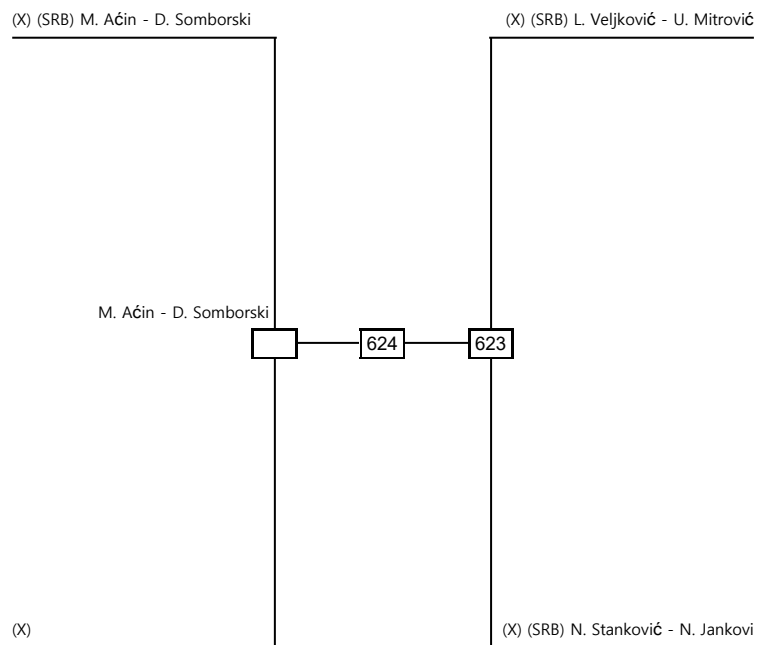 (X) (SRB) M. Aćin - D. Somborski
(X) (SRB) L. Veljković - U. Mitrović
M. Aćin - D. Somborski
624
623
(X)
(X) (SRB) N. Stanković - N. Jankovi